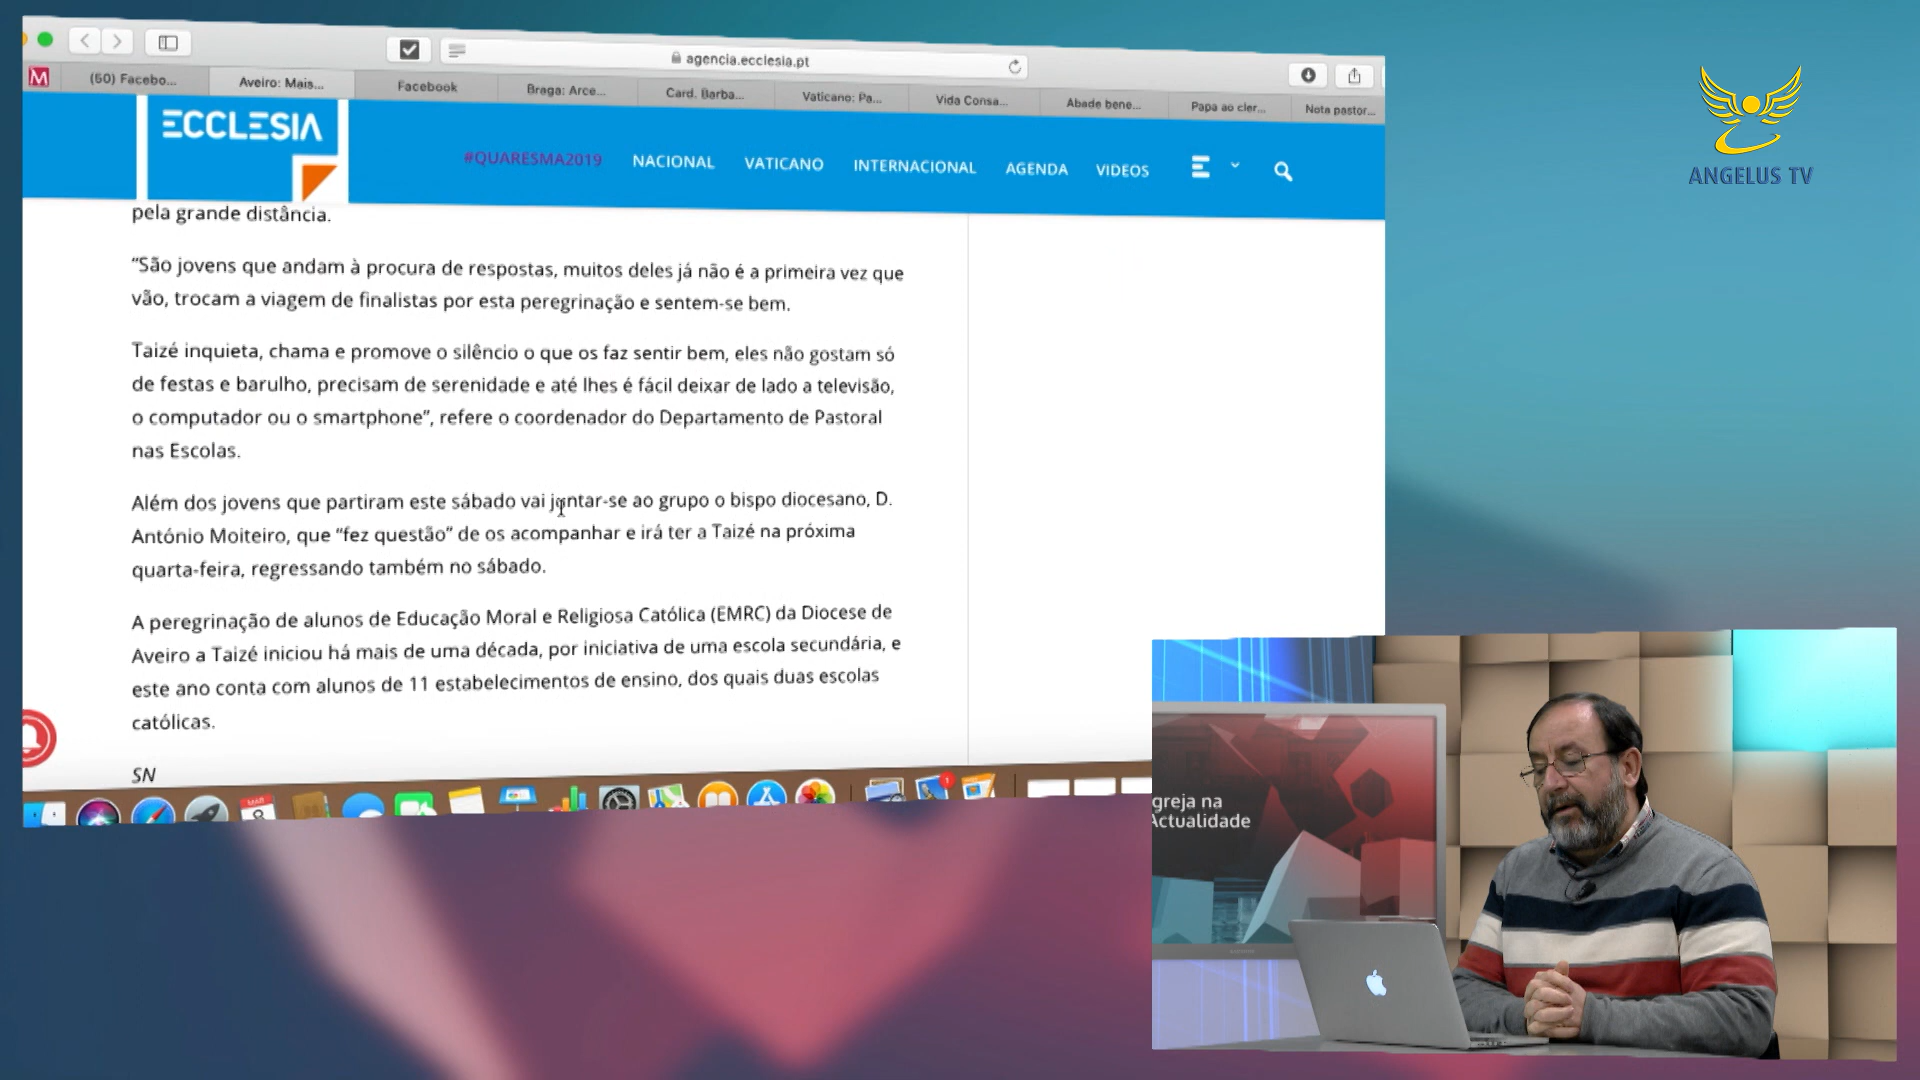 agencia.ecclesia.pt
M
(60) Facebo...
Aveiro: Mais...
Facebook
Braga: Arce...
Card. Barba...
Vaticano: Pa...
Vida Consa...
Abade bene...
Papa ao cler...
Nota pastor...
ECCLESIA
#QUARESMA2019
NACIONAL
VATICANO
INTERNACIONAL
AGENDA
VIDEOS
pela grande distância.
“São jovens que andam à procura de respostas, muitos deles já não é a primeira vez que
vão, trocam a viagem de finalistas por esta peregrinação e sentem-se bem.
Taizé inquieta, chama e promove o silêncio o que os faz sentir bem, eles não gostam só
de festas e barulho, precisam de serenidade e até lhes é fácil deixar de lado a televisão,
o computador ou o smartphone”, refere o coordenador do Departamento de Pastoral
nas Escolas.
Além dos jovens que partiram este sábado vai juntar-se ao grupo o bispo diocesano, D.
António Moiteiro, que “fez questão” de os acompanhar e irá ter a Taizé na próxima
quarta-feira, regressando também no sábado.
A peregrinação de alunos de Educação Moral e Religiosa Católica (EMRC) da Diocese de
Aveiro a Taizé iniciou há mais de uma década, por iniciativa de uma escola secundária, e
este ano conta com alunos de 11 estabelecimentos de ensino, dos quais duas escolas
católicas.
SN
ANGELUS TV
greja na
Actualidade